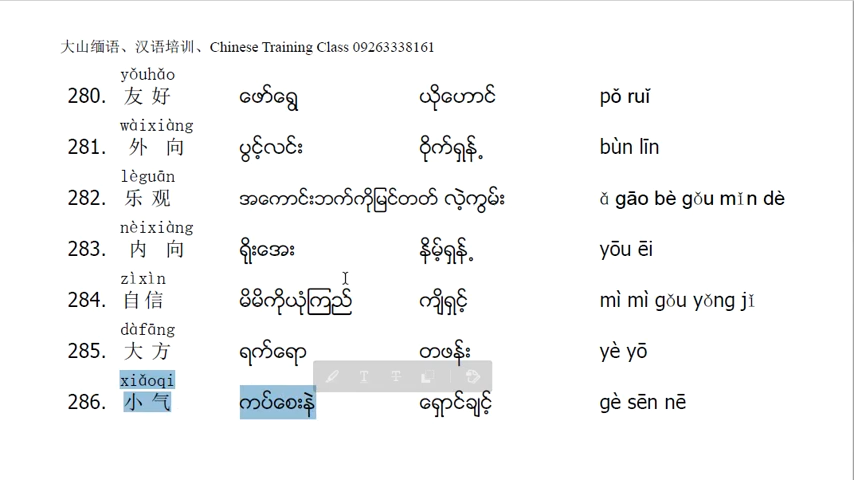 大山缅语、汉语培训、Chinese Training Class 09263338161
yǒuhǎo
280. 友好 ဖော်ရွေ ယိုဟောင် pǒ ruǐ
wàixiàng
281. 外向 ပွင့်လင်း ဝိုက်ရှန့် bùn līn
lèguān
282. 乐观 အကောင်းဘက်ကိုမြင်တတ် လဲ့ကွမ်း ǎ gāo bè gǒu mǐn dè
nèixiàng
283. 内向 ရိုးအေး နိမ့်ရှန့် yōu ēi
zìxìn
284. 自信 မိမိကိုယုံကြည် ကျိရှင့် mì mì gǒu yǒng jǐ
dàfāng
285. 大方 ရက်ရော တဖန်း yè yō
xiǎoqi
286. 小气 ကပ်စေးနဲ ရှောင်ချင့် gè sēn nē